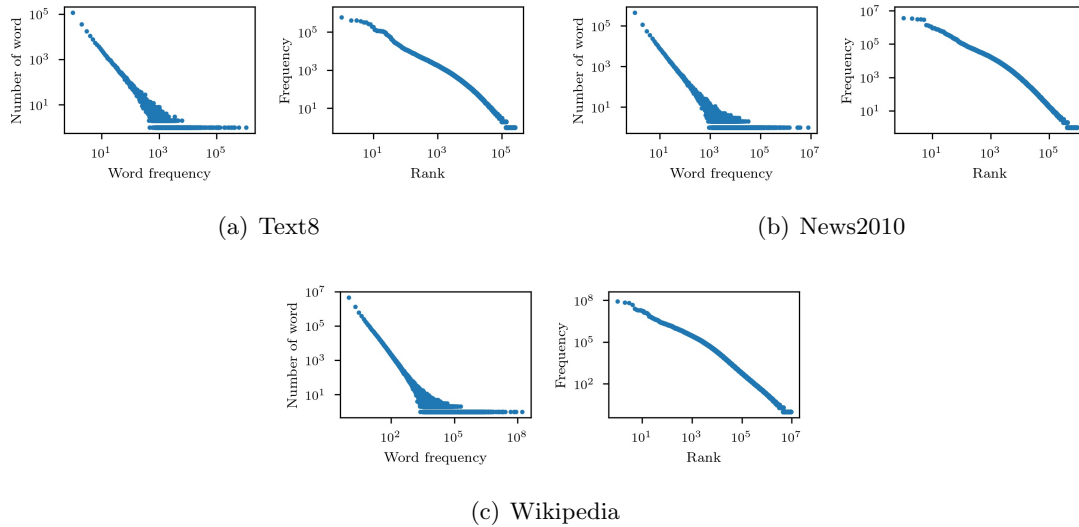 10^5
10^3
10^1
Number of word
10^1 10^3 10^5
Word frequency
10^5
10^3
10^1
Frequency
10^1 10^3 10^5
Rank
(a) Text8
10^5
10^3
10^1
Number of word
10^1 10^3 10^5 10^7
Word frequency
10^7
10^5
10^3
10^1
Frequency
10^1 10^3 10^5
Rank
(b) News2010
10^7
10^5
10^3
10^1
Number of word
10^2 10^5 10^8
Word frequency
10^8
10^5
10^2
Frequency
10^1 10^3 10^5 10^7
Rank
(c) Wikipedia